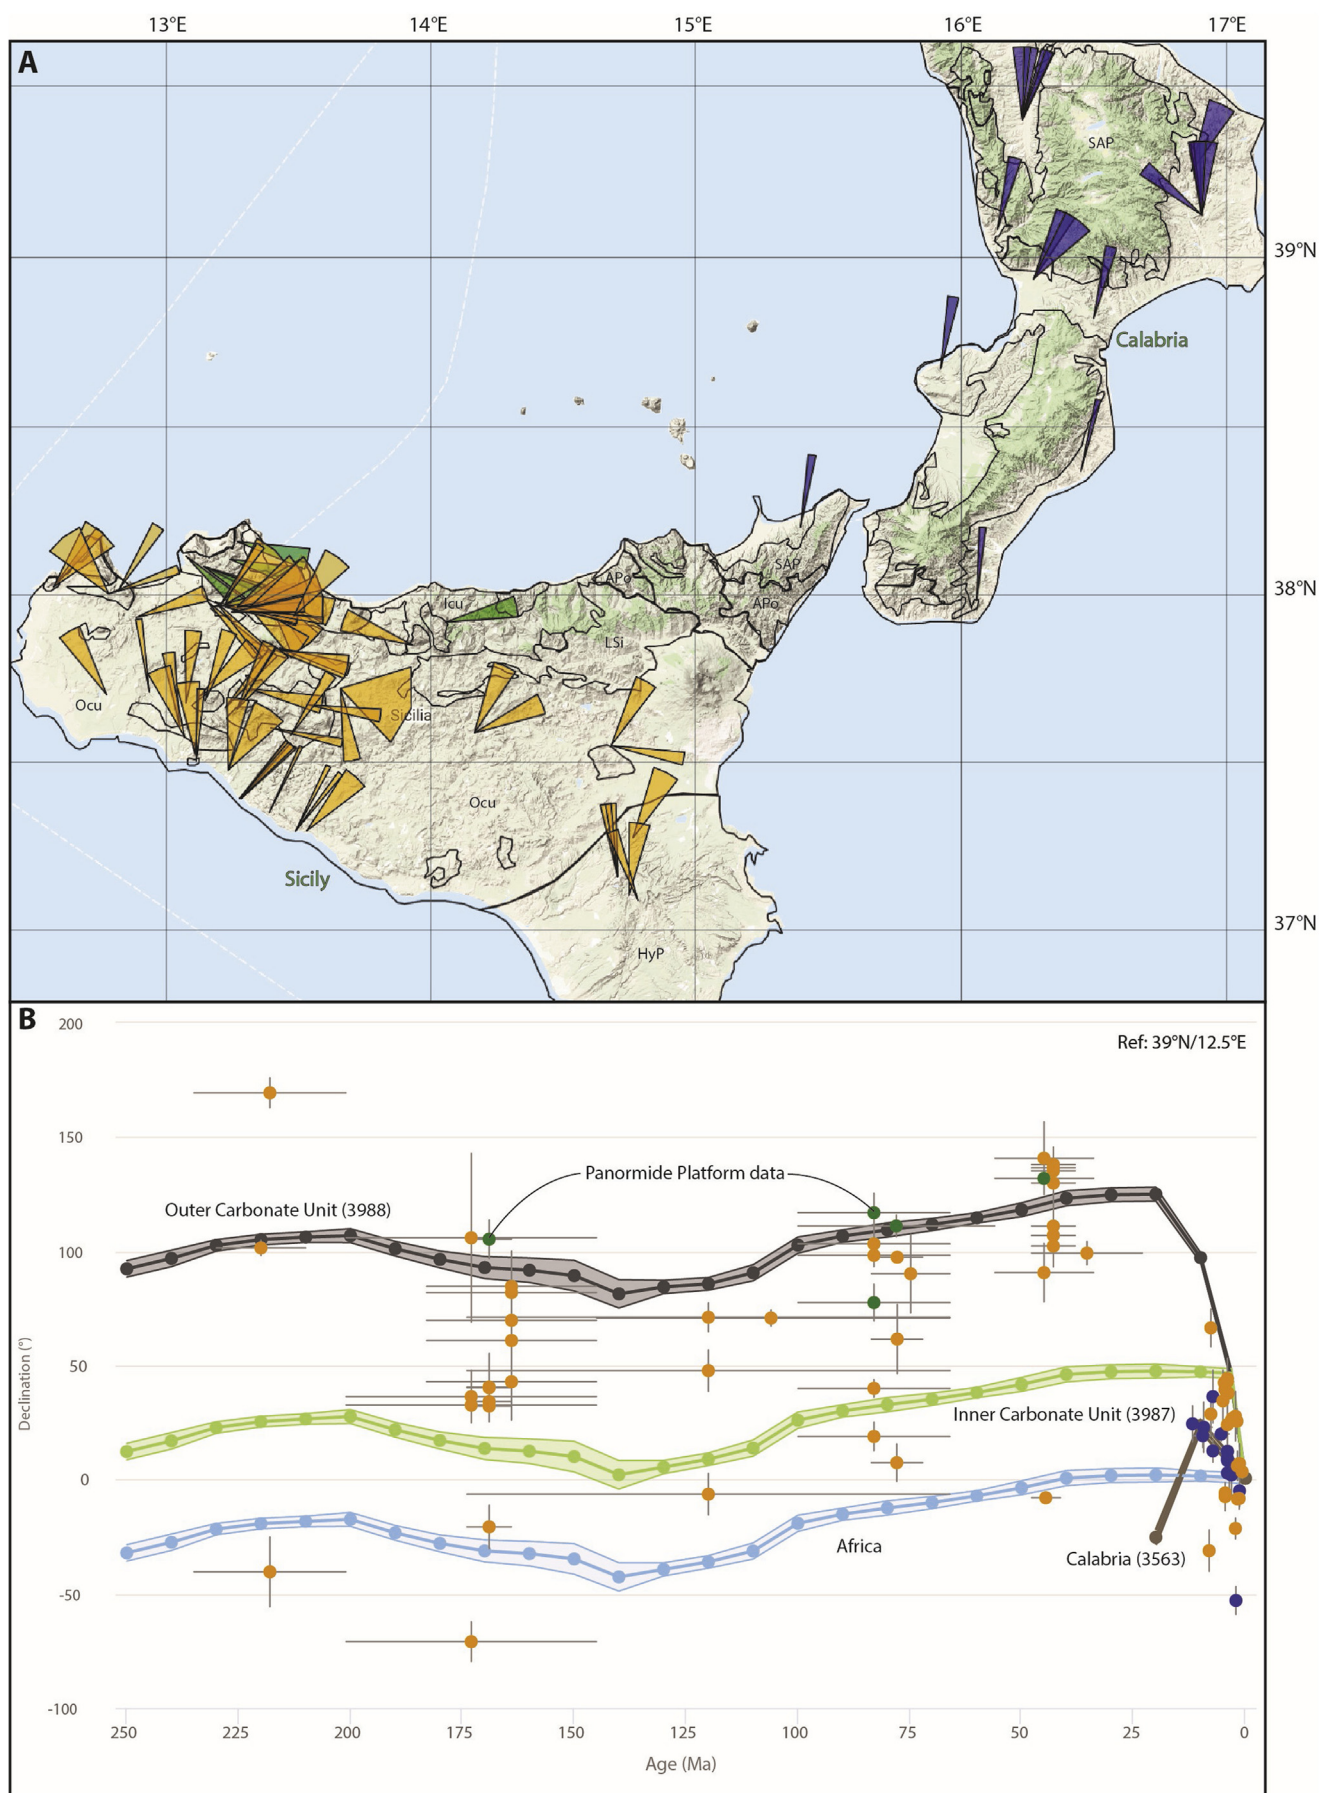 13°E 14°E 15°E 16°E 17°E
A
SAP
39°N
Calabria
38°N
SAP
APo
Icu
APo
LSi
Ocu
Sicilia
Ocu
Sicily
37°N
HyP
B
200
Ref: 39°N/12.5°E
150
Panormide Platform data
Outer Carbonate Unit (3988)
100
50
Declination (°)
Inner Carbonate Unit (3987)
0
Africa
Calabria (3563)
-50
-100
250 225 200 175 150 125 100 75 50 25 0
Age (Ma)